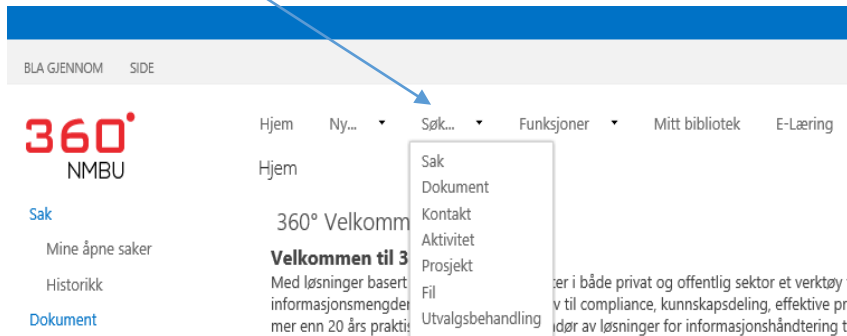 BLA GJENNOM SIDE
360°
NMBU
Hjem Ny... Søk... Funksjoner Mitt bibliotek E-Læring
Hjem
Sak
Dokument
Kontakt
Aktivitet
Prosjekt
Fil
Utvalgsbehandling
Sak
Mine åpne saker
Historikk
Dokument
360° Velkomm
Velkommen til 3
Med løsninger basert er i både privat og offentlig sektor et verktøy
informasjonsmengder v til compliance, kunnskapsdeling, effektive pr
mer enn 20 års praktis dør av løsninger for informasjonshåndtering t